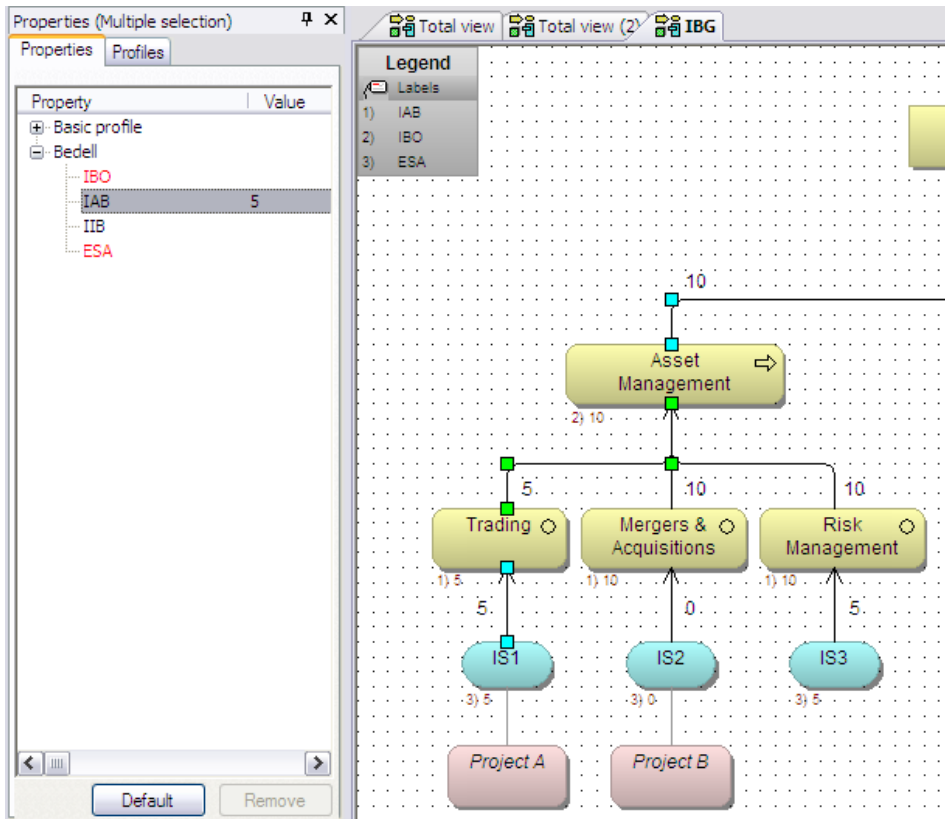 Properties (Multiple selection)
Properties
Profiles
Property
Value
Basic profile
Bedell
IBO
IAB
5
IIB
ESA
Default
Remove
Total view
Total view (2)
IBG
Legend
Labels
1) IAB
2) IBO
3) ESA
10
Asset
Management
2) 10
5
10
10
Trading
Mergers &
Acquisitions
Risk
Management
1) 5
1) 10
1) 10
5
0
5
IS1
IS2
IS3
3) 5
3) 0
3) 5
Project A
Project B